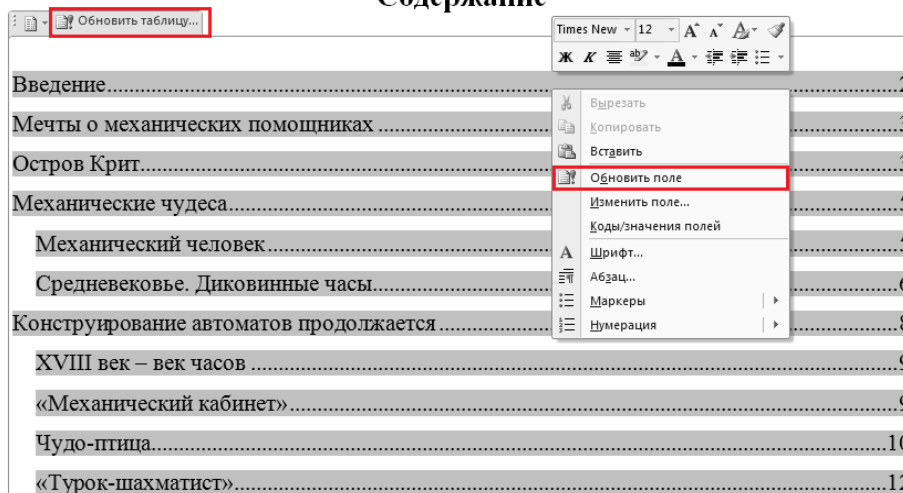 Содержание
Обновить таблицу...
Times New 12 А А А
Ж К ab А
Введение
Вырезать
Мечты о механических помощниках
Копировать
Вставить
Остров Крит
Обновить поле
Механические чудеса
Изменить поле...
Коды/значения полей
Механический человек
А Шрифт...
Абзац...
Средневековье. Диковинные часы
Маркеры
Конструирование автоматов продолжается
Нумерация
XVIII век – век часов
«Механический кабинет»
Чудо-птица
«Турок-шахматист» 12